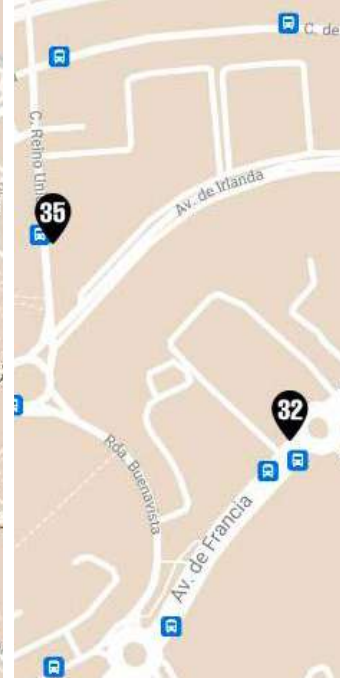 C. de
C. Reino Uni
35
Av. de Irlanda
32
Rda. Buenavista
Av. de Francia